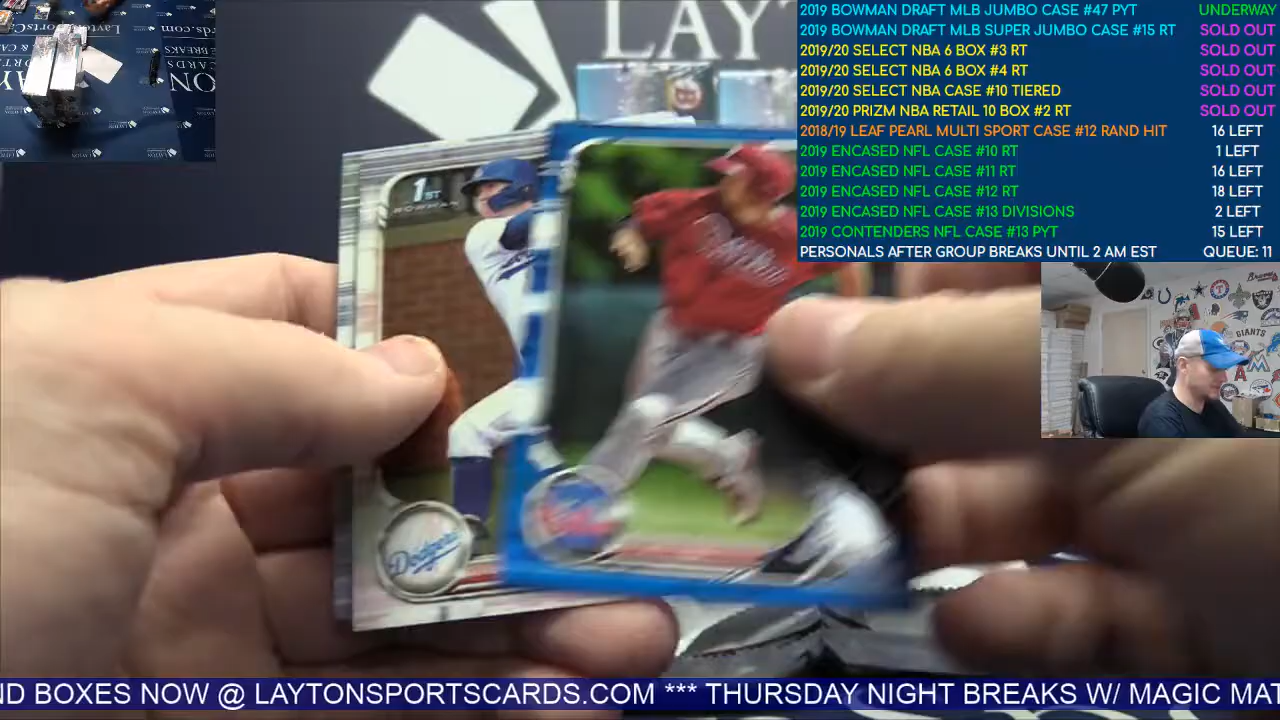 LAYT
2019 BOWMAN DRAFT MLB JUMBO CASE #47 PYT UNDERWAY
2019 BOWMAN DRAFT MLB SUPER JUMBO CASE #15 RT SOLD OUT
2019/20 SELECT NBA 6 BOX #3 RT SOLD OUT
2019/20 SELECT NBA 6 BOX #4 RT SOLD OUT
2019/20 SELECT NBA CASE #10 TIERED SOLD OUT
2019/20 PRIZM NBA RETAIL 10 BOX #2 RT SOLD OUT
2018/19 LEAF PEARL MULTI SPORT CASE #12 RAND HIT 16 LEFT
2019 ENCASED NFL CASE #10 RT 1 LEFT
2019 ENCASED NFL CASE #11 RT 16 LEFT
2019 ENCASED NFL CASE #12 RT 18 LEFT
2019 ENCASED NFL CASE #13 DIVISIONS 2 LEFT
2019 CONTENDERS NFL CASE #13 PYT 15 LEFT
PERSONALS AFTER GROUP BREAKS UNTIL 2 AM EST QUEUE: 11
1ST
BOWMAN
GIANTS
Dodgers
ND BOXES NOW @ LAYTONSPORTSCARDS.COM *** THURSDAY NIGHT BREAKS W/ MAGIC MAT